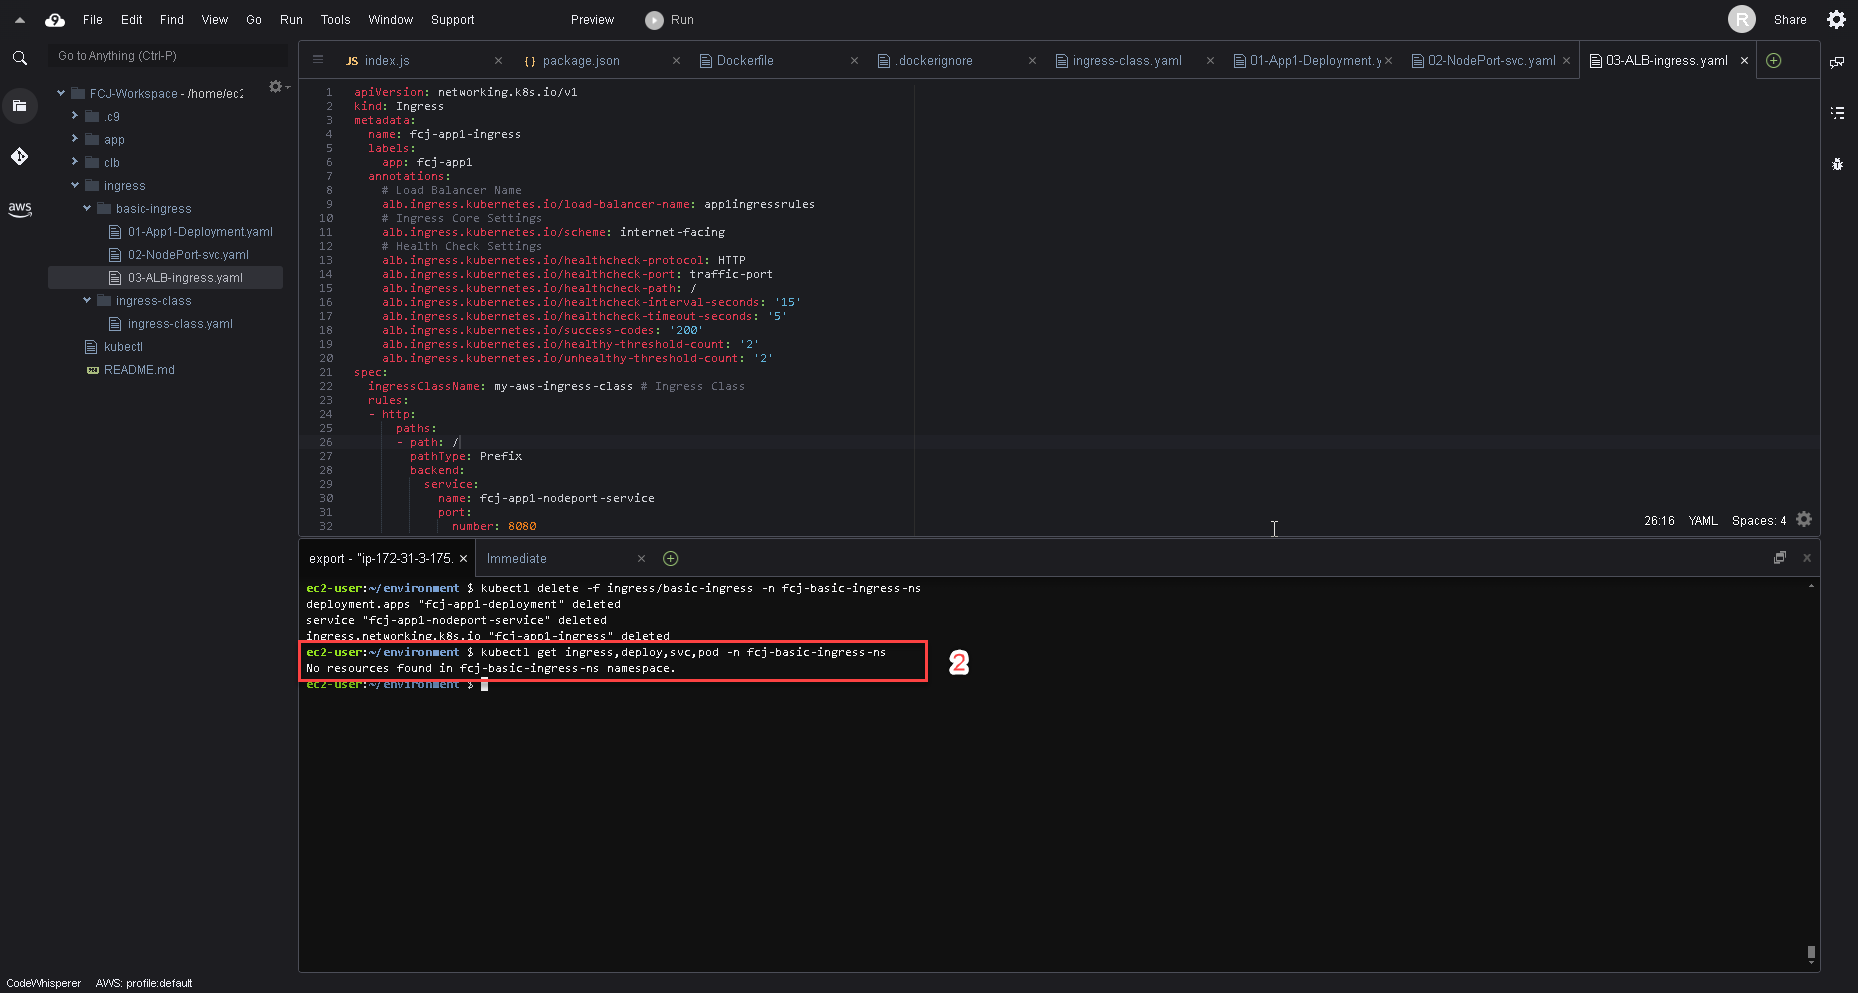 File Edit Find View Go Run Tools Window Support Preview Run R Share
Go to Anything (Ctrl-P)
FCJ-Workspace - /home/ec2
.c9
app
clb
ingress
basic-ingress
01-App1-Deployment.yaml
02-NodePort-svc.yaml
03-ALB-ingress.yaml
ingress-class
ingress-class.yaml
kubectl
README.md
aws
JS index.js
{} package.json
Dockerfile
.dockerignore
ingress-class.yaml
01-App1-Deployment.y
02-NodePort-svc.yaml
03-ALB-ingress.yaml
1 apiVersion: networking.k8s.io/v1
2 kind: Ingress
3 metadata:
4 name: fcj-app1-ingress
5 labels:
6 app: fcj-app1
7 annotations:
8 # Load Balancer Name
9 alb.ingress.kubernetes.io/load-balancer-name: app1ingressrules
10 # Ingress Core Settings
11 alb.ingress.kubernetes.io/scheme: internet-facing
12 # Health Check Settings
13 alb.ingress.kubernetes.io/healthcheck-protocol: HTTP
14 alb.ingress.kubernetes.io/healthcheck-port: traffic-port
15 alb.ingress.kubernetes.io/healthcheck-path: /
16 alb.ingress.kubernetes.io/healthcheck-interval-seconds: '15'
17 alb.ingress.kubernetes.io/healthcheck-timeout-seconds: '5'
18 alb.ingress.kubernetes.io/success-codes: '200'
19 alb.ingress.kubernetes.io/healthy-threshold-count: '2'
20 alb.ingress.kubernetes.io/unhealthy-threshold-count: '2'
21 spec:
22 ingressClassName: my-aws-ingress-class # Ingress Class
23 rules:
24 - http:
25 paths:
26 - path: /
27 pathType: Prefix
28 backend:
29 service:
30 name: fcj-app1-nodeport-service
31 port:
32 number: 8080
26:16 YAML Spaces: 4
export - "ip-172-31-3-175.
Immediate
ec2-user:~/environment $ kubectl delete -f ingress/basic-ingress -n fcj-basic-ingress-ns
deployment.apps "fcj-app1-deployment" deleted
service "fcj-app1-nodeport-service" deleted
ingress.networking.k8s.io "fcj-app1-ingress" deleted
ec2-user:~/environment $ kubectl get ingress,deploy,svc,pod -n fcj-basic-ingress-ns
No resources found in fcj-basic-ingress-ns namespace.
2
ec2-user:~/environment $
CodeWhisperer AWS: profile:default